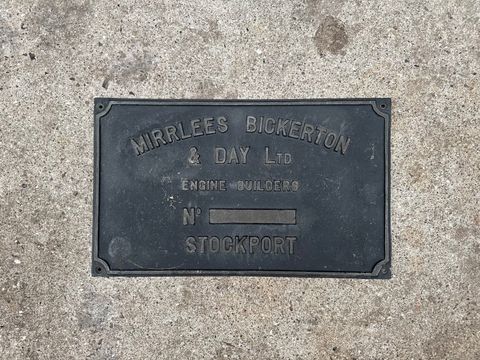 MIRRLEES BICKERTON
& DAY LTD
ENGINE BUILDERS
Nº
STOCKPORT